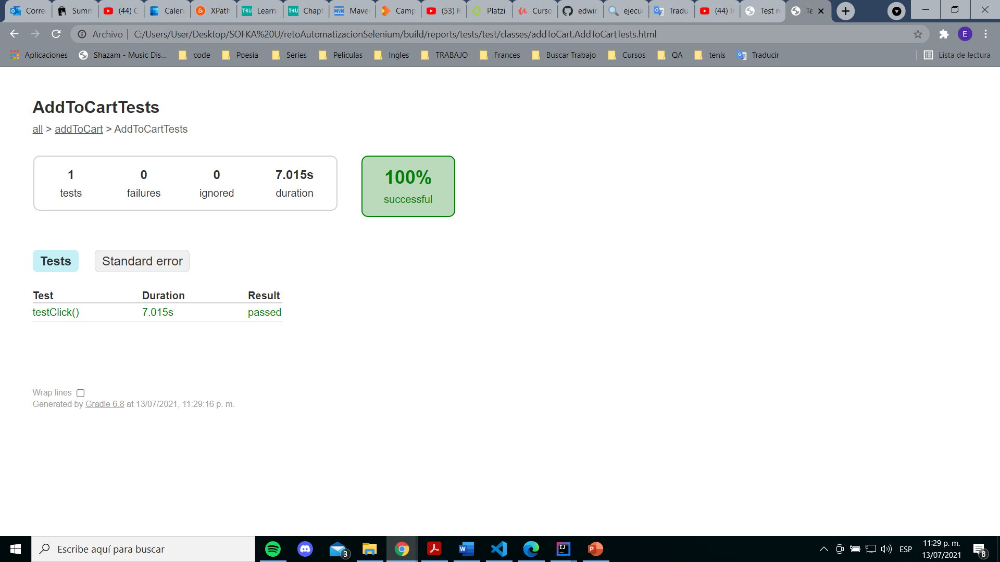 Corre Summ (44) C Calen XPath Learni Chapt Mave Camp (53) R Platzi Curso edwin ejecu Tradu (44) I Test r Te
Archivo C:/Users/User/Desktop/SOFKA%20U/retoAutomatizacionSelenium/build/reports/tests/test/classes/addToCart.AddToCartTests.html E
Aplicaciones Shazam - Music Dis... code Poesia Series Peliculas Ingles TRABAJO Frances Buscar Trabajo Cursos QA tenis Traducir Lista de lectura
AddToCartTests
all > addToCart > AddToCartTests
1 0 0 7.015s
tests failures ignored duration
100%
successful
Tests Standard error
Test Duration Result
testClick() 7.015s passed
Wrap lines
Generated by Gradle 6.8 at 13/07/2021, 11:29:16 p. m.
Escribe aquí para buscar 3 ESP 11:29 p. m.
13/07/2021 8